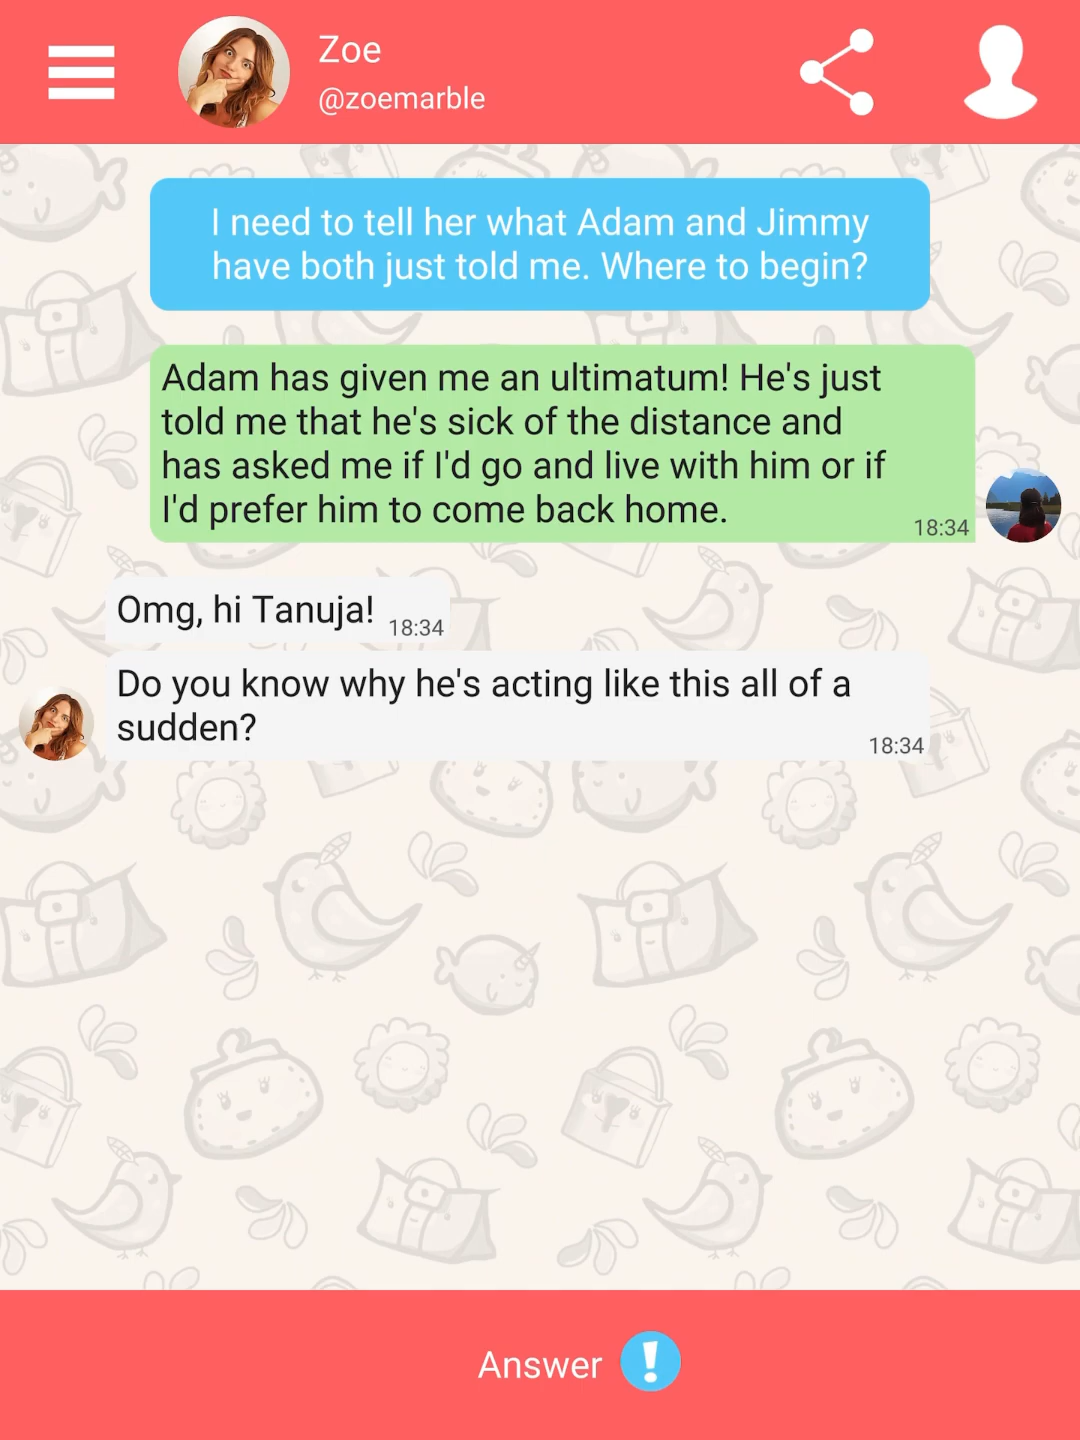 Zoe
@zoemarble
I need to tell her what Adam and Jimmy
have both just told me. Where to begin?
Adam has given me an ultimatum! He's just
told me that he's sick of the distance and
has asked me if I'd go and live with him or if
I'd prefer him to come back home.
18:34
Omg, hi Tanuja!
18:34
Do you know why he's acting like this all of a
sudden?
18:34
Answer !